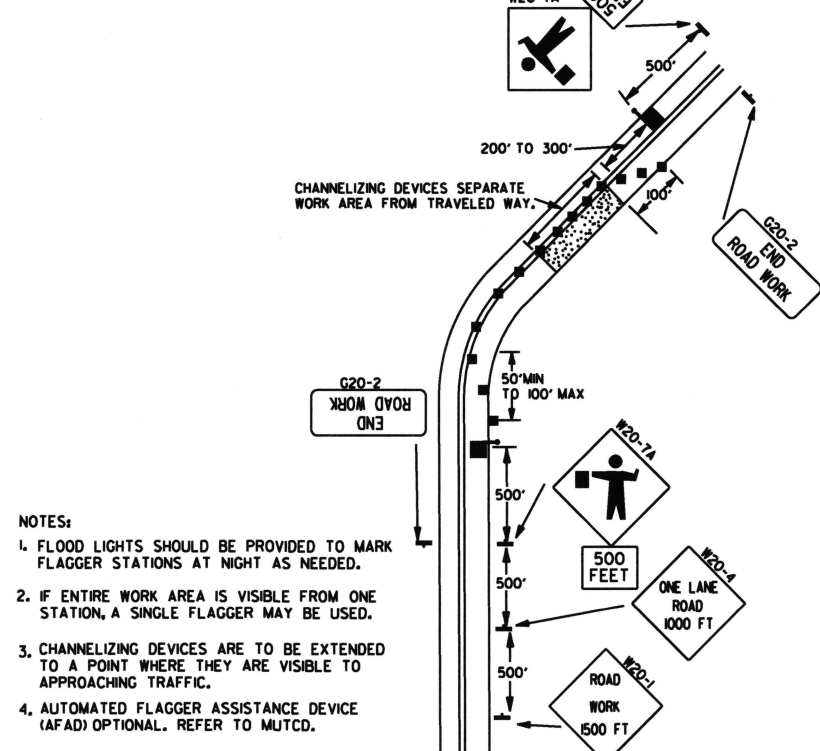 W20-7A
500
500'
200' TO 300'
CHANNELIZING DEVICES SEPARATE
WORK AREA FROM TRAVELED WAY.
100'
G20-2
END
ROAD WORK
G20-2
END
ROAD WORK
50'MIN
TO 100' MAX
W20-7A
500'
500
FEET
500'
W20-4
ONE LANE
ROAD
1000 FT
500'
W20-1
ROAD
WORK
1500 FT
NOTES:
1. FLOOD LIGHTS SHOULD BE PROVIDED TO MARK
FLAGGER STATIONS AT NIGHT AS NEEDED.
2. IF ENTIRE WORK AREA IS VISIBLE FROM ONE
STATION, A SINGLE FLAGGER MAY BE USED.
3. CHANNELIZING DEVICES ARE TO BE EXTENDED
TO A POINT WHERE THEY ARE VISIBLE TO
APPROACHING TRAFFIC.
4. AUTOMATED FLAGGER ASSISTANCE DEVICE
(AFAD) OPTIONAL. REFER TO MUTCD.